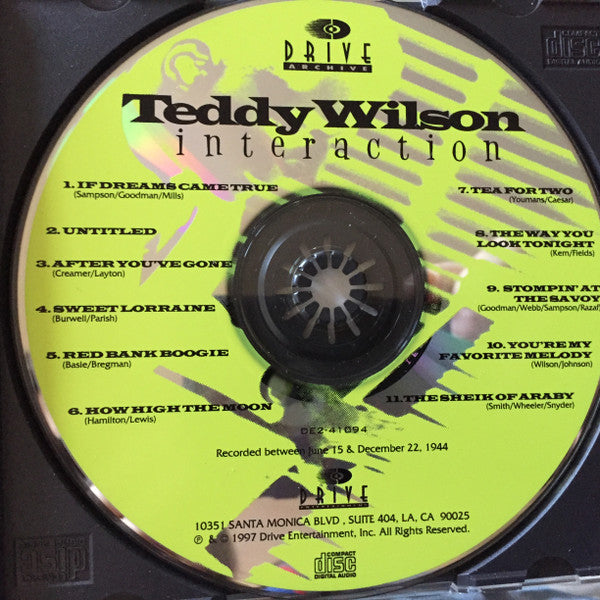 DRIVE
ARCHIVE
COMPACT
disc
DIGITAL AUDIO
Teddy Wilson
interaction
1. IF DREAMS CAME TRUE
(Sampson/Goodman/Mills)
2. UNTITLED
3. AFTER YOU'VE GONE
(Creamer/Layton)
4. SWEET LORRAINE
(Burwell/Parish)
5. RED BANK BOOGIE
(Basie/Bregman)
6. HOW HIGH THE MOON
(Hamilton/Lewis)
7. TEA FOR TWO
(Youmans/Caesar)
8. THE WAY YOU
LOOK TONIGHT
(Kern/Fields)
9. STOMPIN' AT
THE SAVOY
(Goodman/Webb/Sampson/Razaf)
10. YOU'RE MY
FAVORITE MELODY
(Wilson/Johnson)
11. THE SHEIK OF ARABY
(Smith/Wheeler/Snyder)
DE2-41094
Recorded between June 15 & December 22, 1944
DRIVE
ENTERTAINMENT
10351 SANTA MONICA BLVD , SUITE 404, LA, CA 90025
℗ & © 1997 Drive Entertainment, Inc. All Rights Reserved.
COMPACT
disc
DIGITAL AUDIO